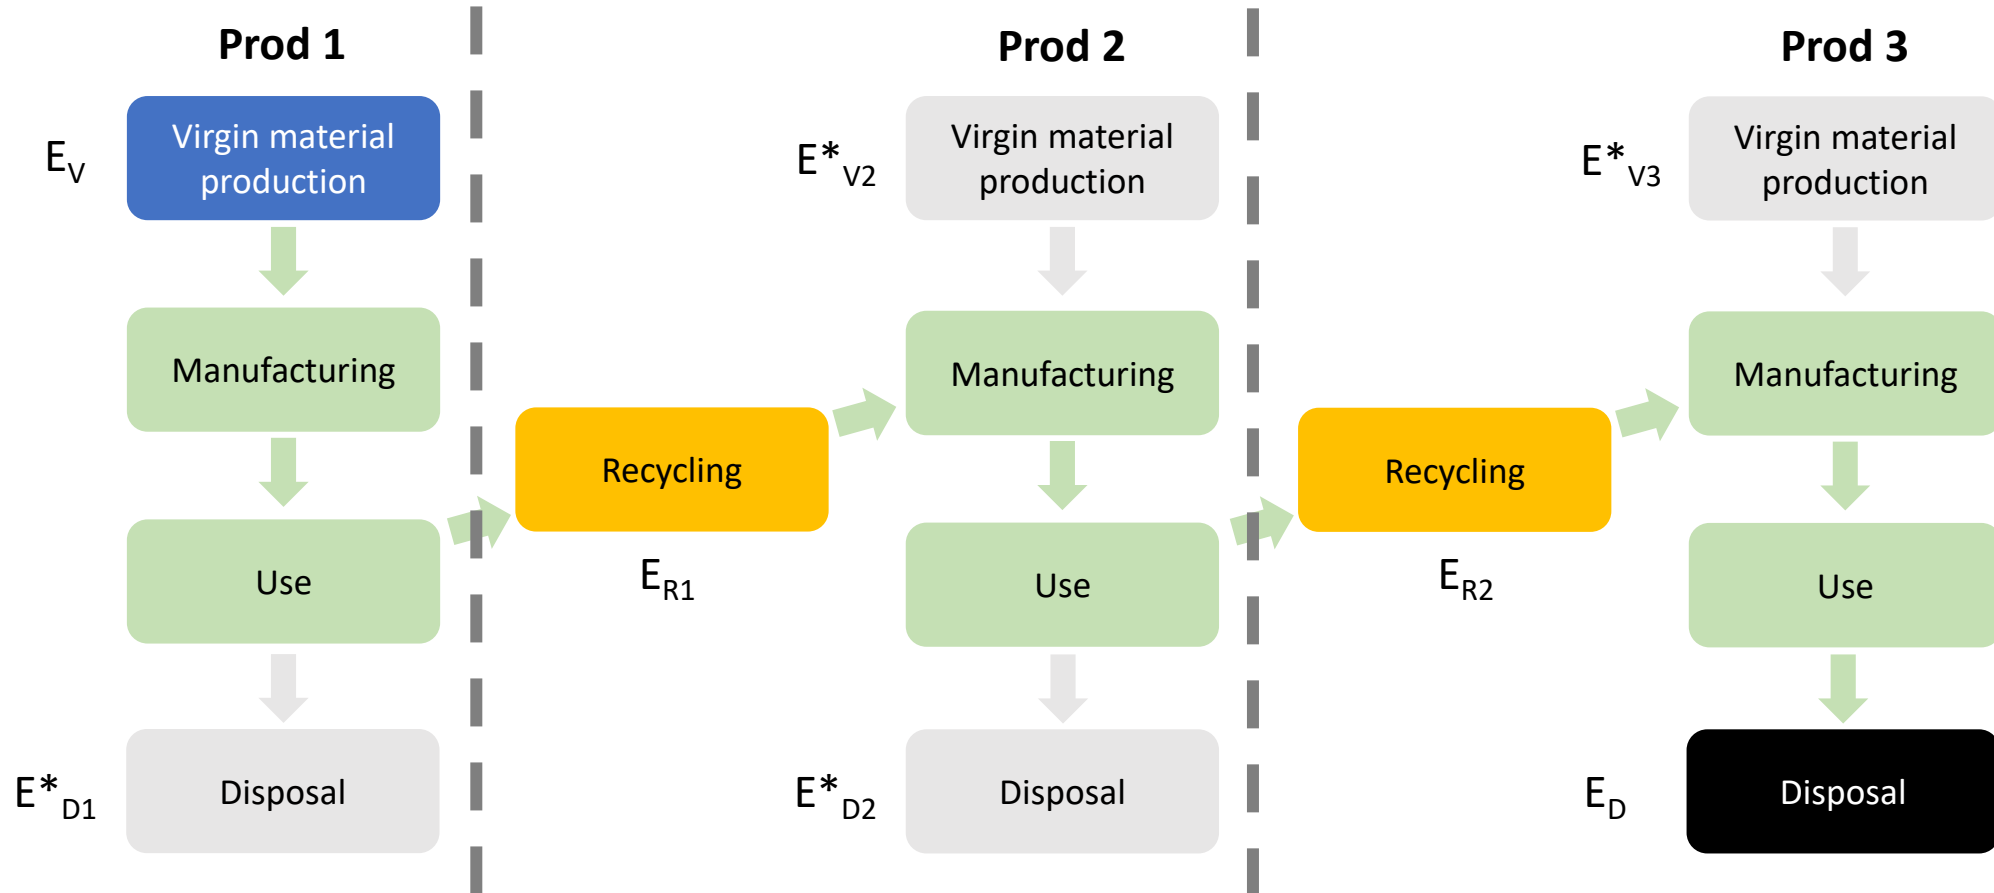 Prod 1
Prod 2
Prod 3
E_V
Virgin material
production
E*_V2
Virgin material
production
E*_V3
Virgin material
production
Manufacturing
Manufacturing
Manufacturing
Recycling
Recycling
E_R1
E_R2
Use
Use
Use
E*_D1
Disposal
E*_D2
Disposal
E_D
Disposal